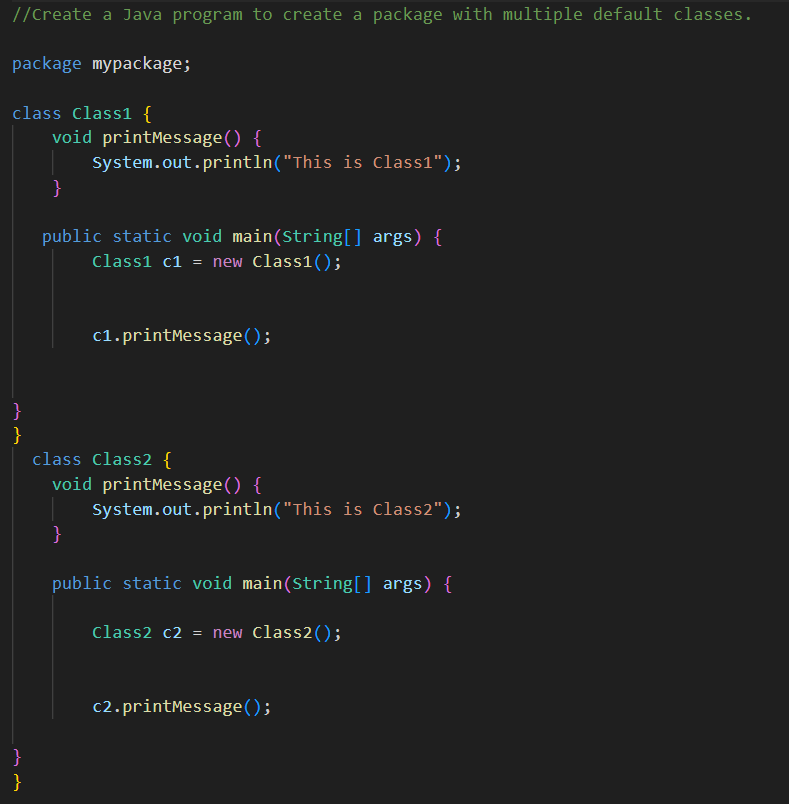 //Create a Java program to create a package with multiple default classes.
package mypackage;
class Class1 {
void printMessage() {
System.out.println("This is Class1");
}
public static void main(String[] args) {
Class1 c1 = new Class1();
c1.printMessage();
}
}
class Class2 {
void printMessage() {
System.out.println("This is Class2");
}
public static void main(String[] args) {
Class2 c2 = new Class2();
c2.printMessage();
}
}